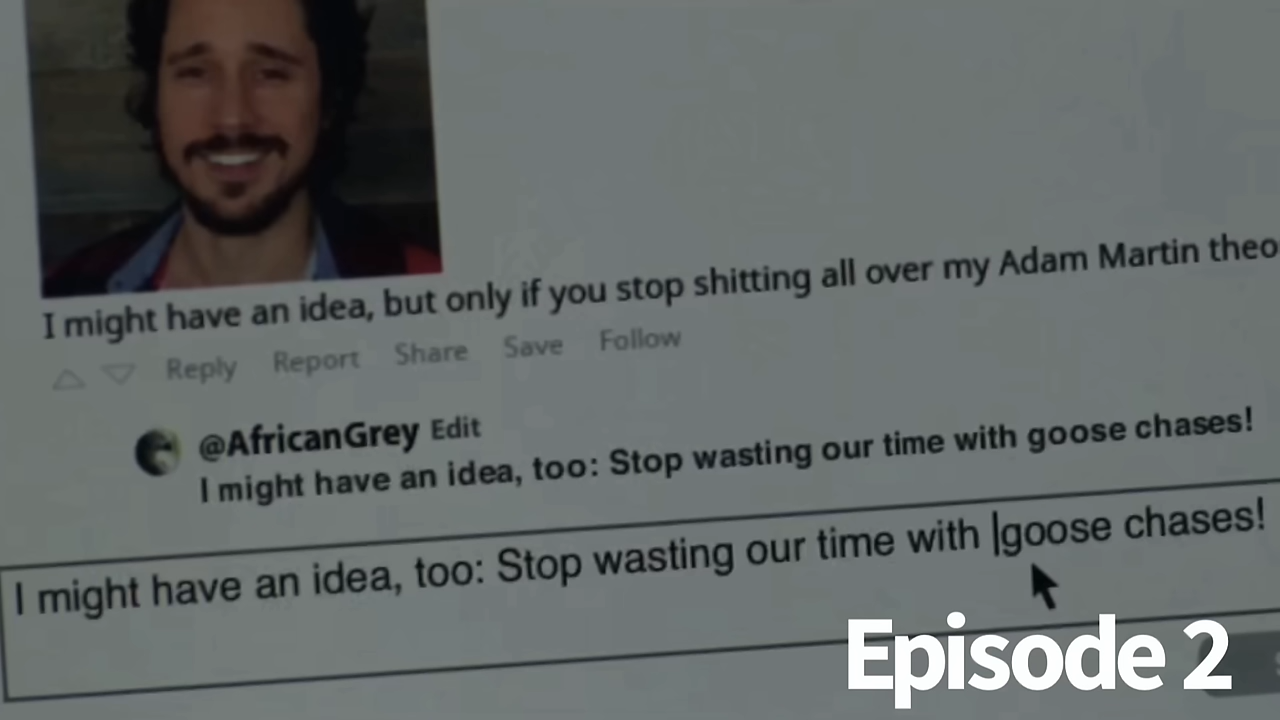 I might have an idea, but only if you stop shitting all over my Adam Martin
Reply Report Share Save Follow
@AfricanGrey Edit
I might have an idea, too: Stop wasting our time with goose chases!
I might have an idea, too: Stop wasting our time with goose chases!
Episode 2